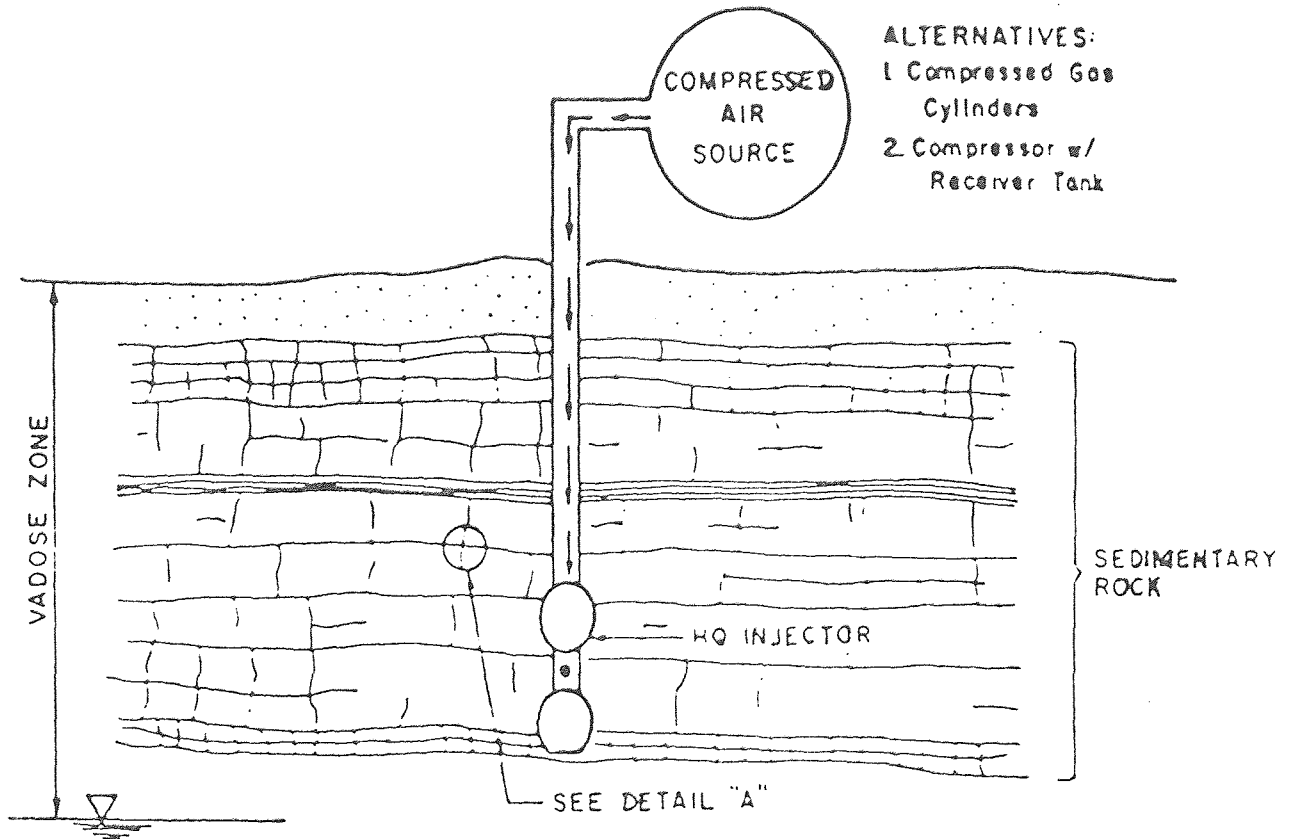 COMPRESSED
AIR
SOURCE
ALTERNATIVES:
1 Compressed Gas
Cylinders
2 Compressor w/
Receiver Tank
VADOSE ZONE
SEDIMENTARY
ROCK
HQ INJECTOR
SEE DETAIL "A"